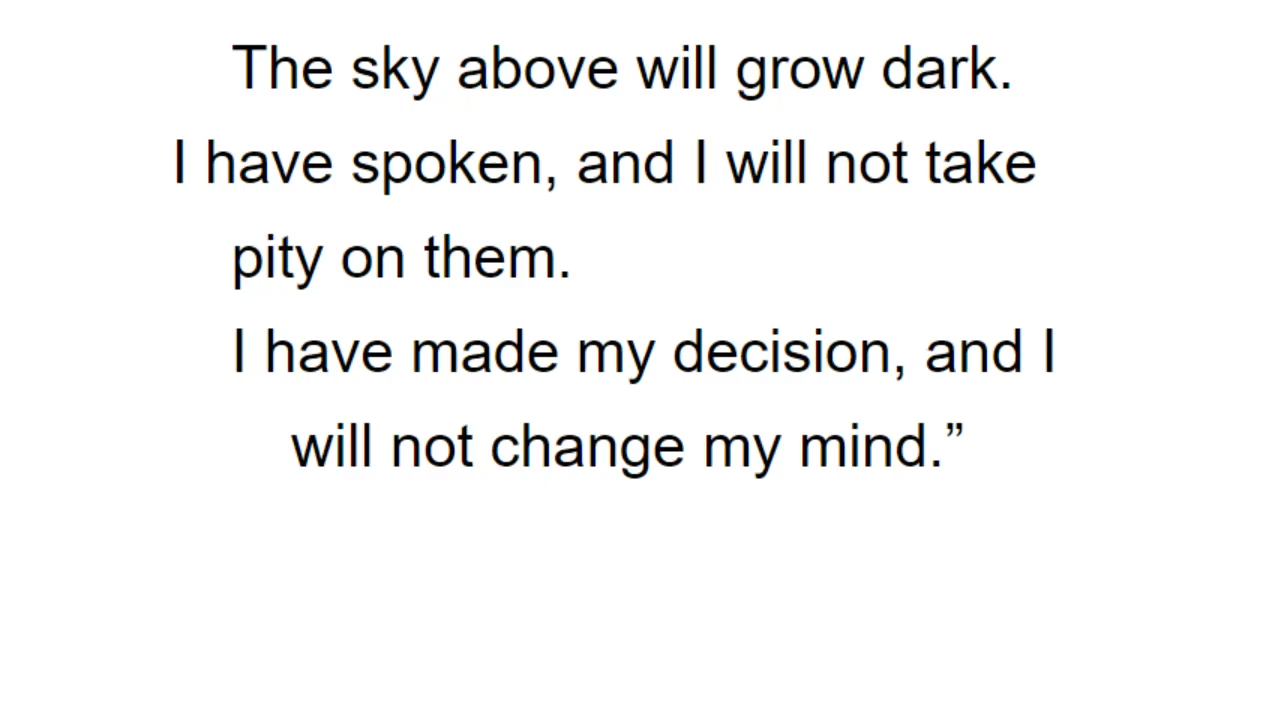 The sky above will grow dark.
I have spoken, and I will not take
pity on them.
I have made my decision, and I
will not change my mind.”